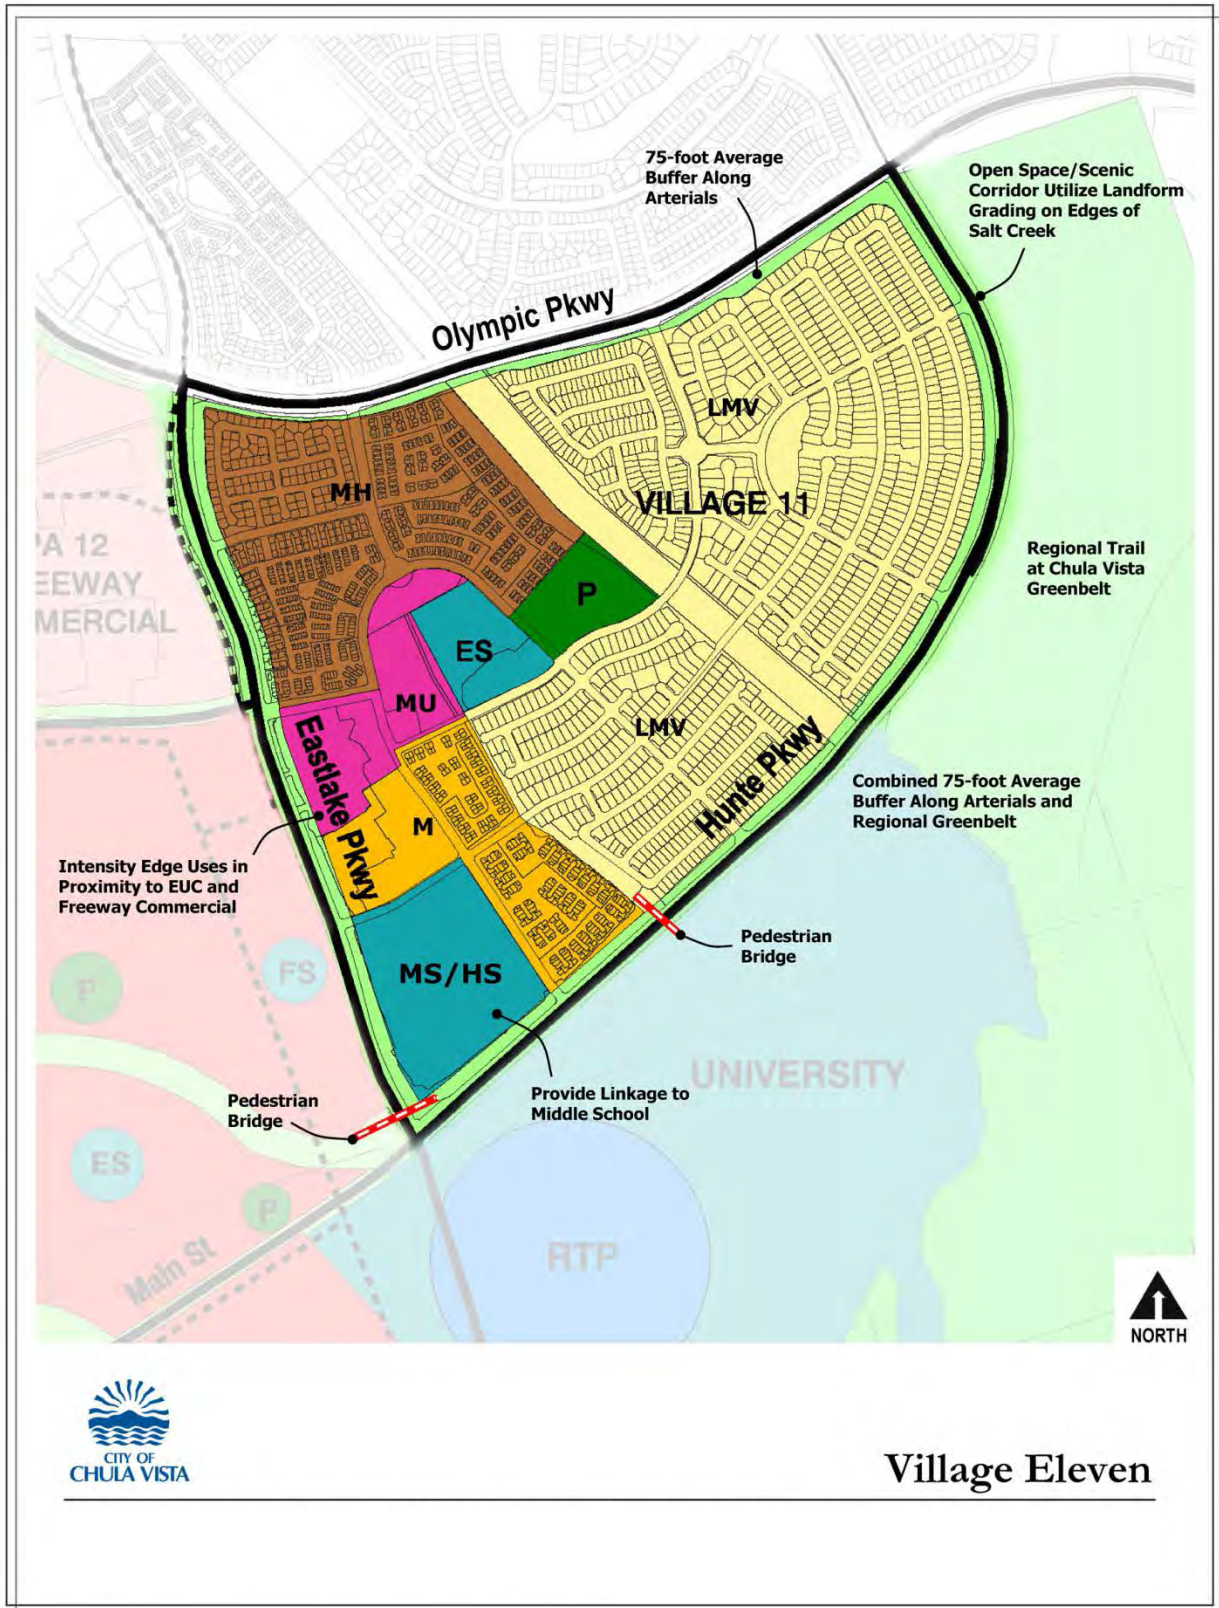 75-foot Average
Buffer Along
Arterials
Open Space/Scenic
Corridor Utilize Landform
Grading on Edges of
Salt Creek
Olympic Pkwy
LMV
MH
VILLAGE 11
PA 12
EEWAY
MERCIAL
Regional Trail
at Chula Vista
Greenbelt
P
ES
MU
LMV
Eastlake Pkwy
Hunte Pkwy
Combined 75-foot Average
Buffer Along Arterials and
Regional Greenbelt
M
Intensity Edge Uses in
Proximity to EUC and
Freeway Commercial
Pedestrian
Bridge
P
FS
MS/HS
UNIVERSITY
Provide Linkage to
Middle School
Pedestrian
Bridge
ES
P
Main St
RTP
NORTH
CITY OF
CHULA VISTA
Village Eleven